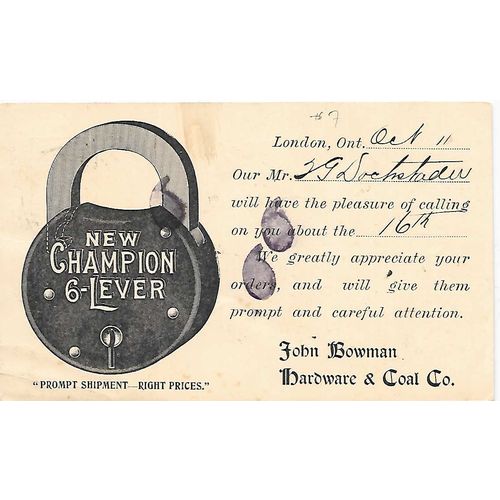 #7
London, Ont. Oct 11
Our Mr. J G Dockstader
will have the pleasure of calling
on you about the 16th
We greatly appreciate your
orders, and will give them
prompt and careful attention.
John Bowman
Hardware & Coal Co.
NEW
CHAMPION
6-LEVER
"PROMPT SHIPMENT—RIGHT PRICES."